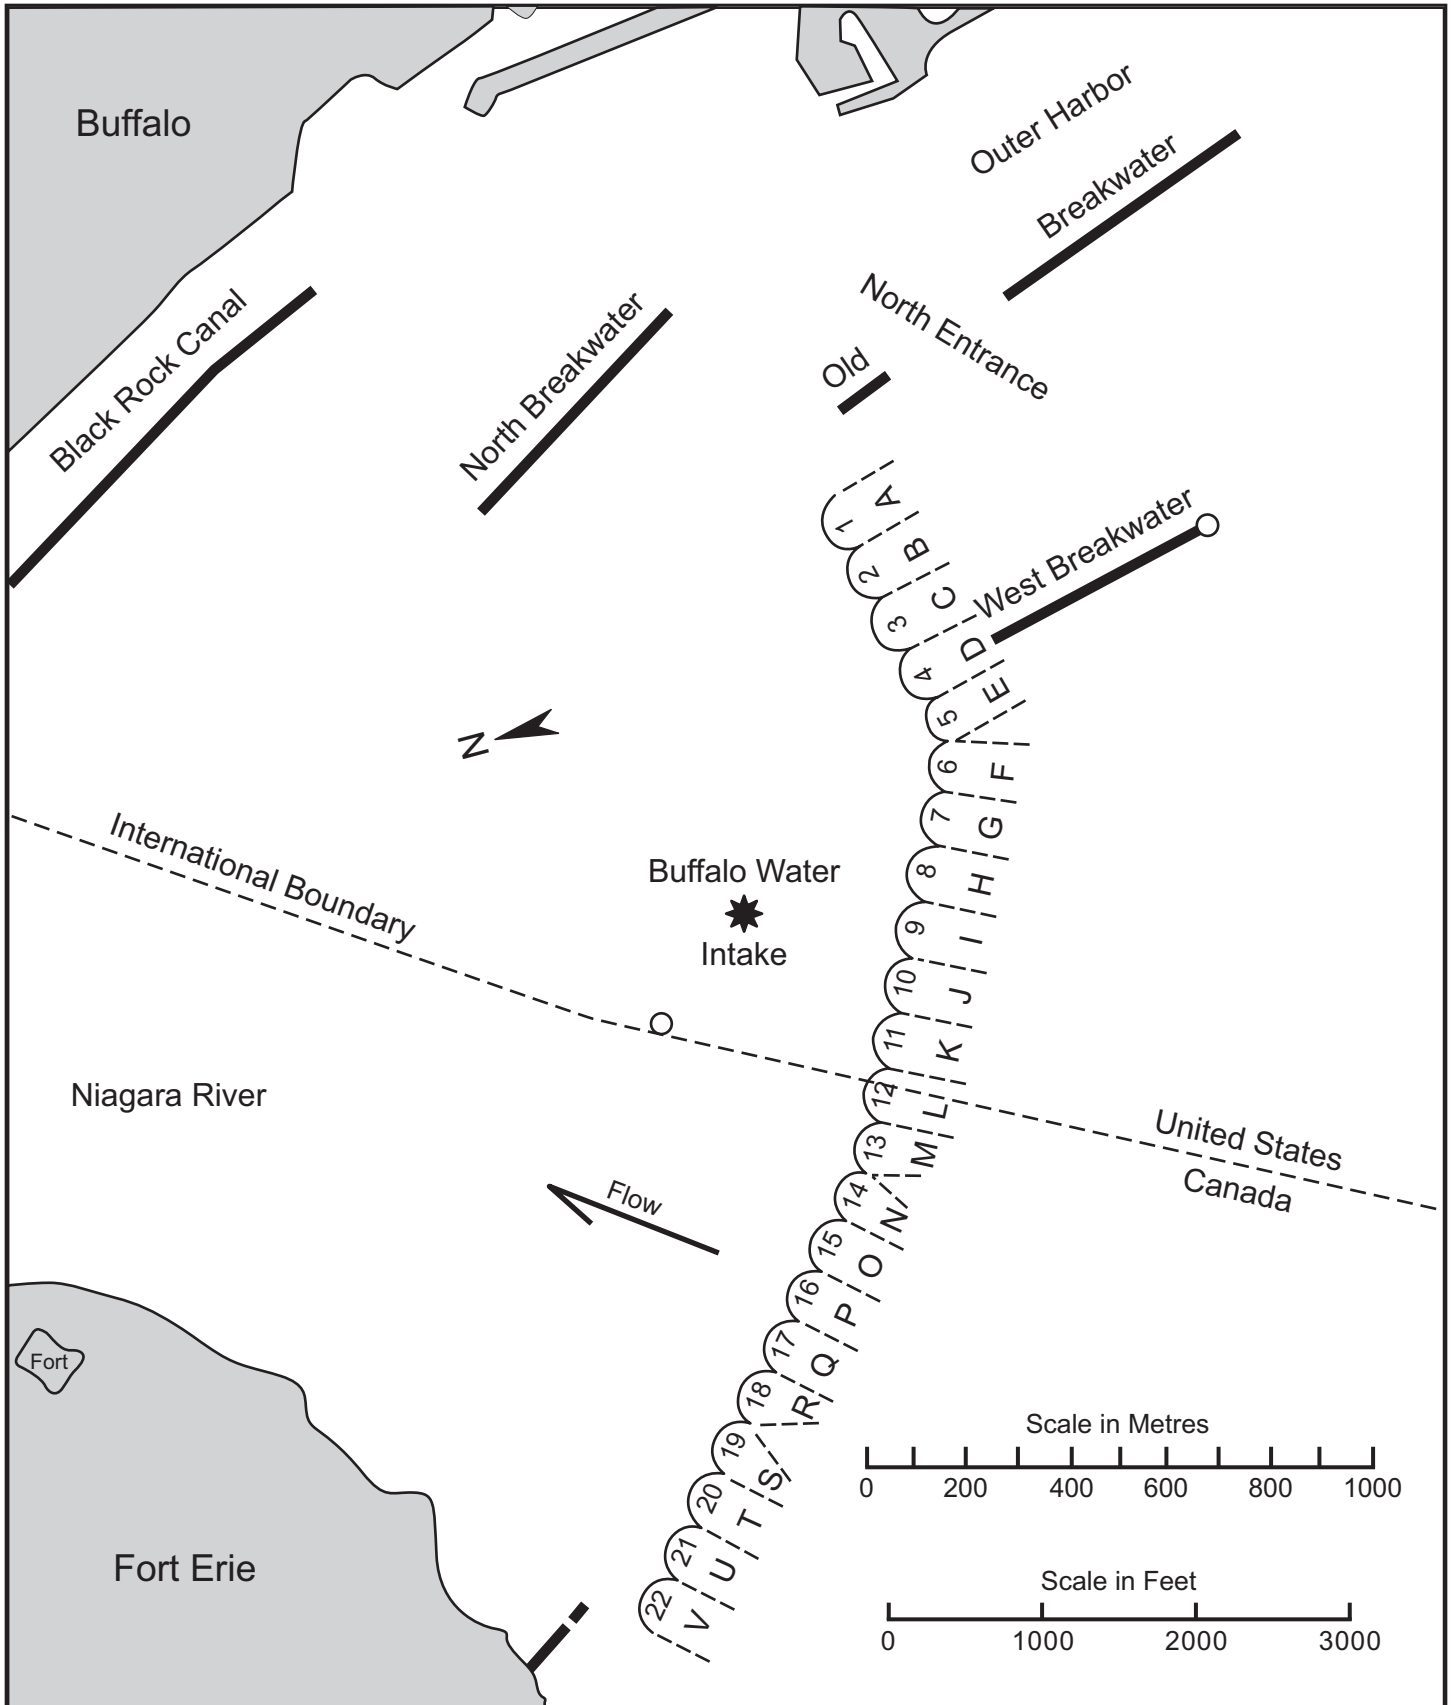 Buffalo
Outer Harbor
Breakwater
Black Rock Canal
North Breakwater
North Entrance
Old
West Breakwater
1 A
2 B
3 C
4 D
5 E
6 F
7 G
8 H
9 I
10 J
11 K
12 L
13 M
14 N
15 O
16 P
17 Q
18 R
19 S
20 T
21 U
22 V
N
International Boundary
Buffalo Water
Intake
Niagara River
United States
Canada
Flow
Fort
Fort Erie
Scale in Metres
0 200 400 600 800 1000
Scale in Feet
0 1000 2000 3000